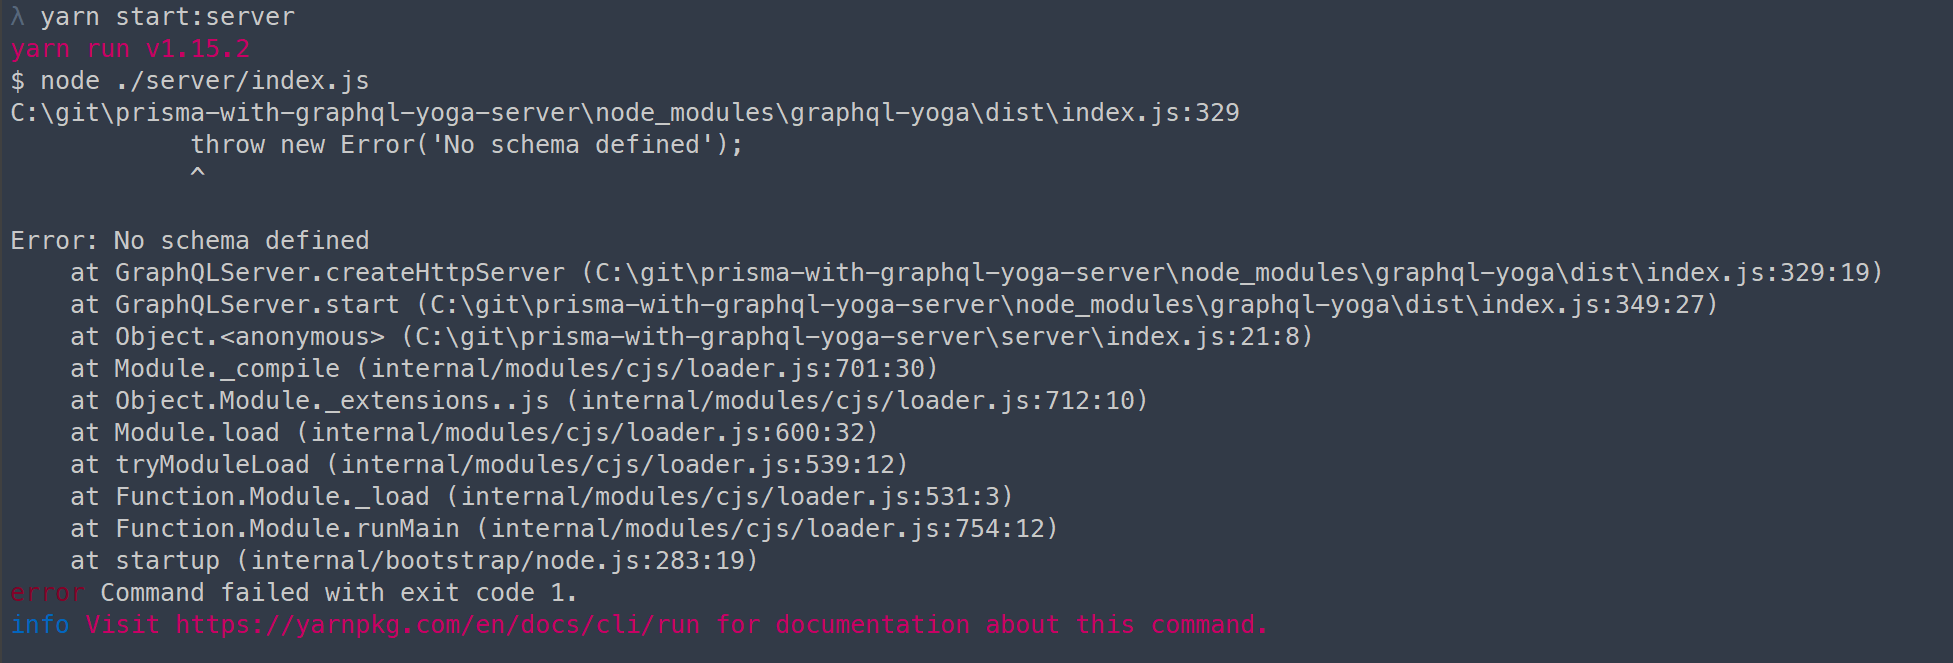 λ yarn start:server
yarn run v1.15.2
$ node ./server/index.js
C:\git\prisma-with-graphql-yoga-server\node_modules\graphql-yoga\dist\index.js:329
            throw new Error('No schema defined');
            ^

Error: No schema defined
    at GraphQLServer.createHttpServer (C:\git\prisma-with-graphql-yoga-server\node_modules\graphql-yoga\dist\index.js:329:19)
    at GraphQLServer.start (C:\git\prisma-with-graphql-yoga-server\node_modules\graphql-yoga\dist\index.js:349:27)
    at Object.<anonymous> (C:\git\prisma-with-graphql-yoga-server\server\index.js:21:8)
    at Module._compile (internal/modules/cjs/loader.js:701:30)
    at Object.Module._extensions..js (internal/modules/cjs/loader.js:712:10)
    at Module.load (internal/modules/cjs/loader.js:600:32)
    at tryModuleLoad (internal/modules/cjs/loader.js:539:12)
    at Function.Module._load (internal/modules/cjs/loader.js:531:3)
    at Function.Module.runMain (internal/modules/cjs/loader.js:754:12)
    at startup (internal/bootstrap/node.js:283:19)
error Command failed with exit code 1.
info Visit https://yarnpkg.com/en/docs/cli/run for documentation about this command.